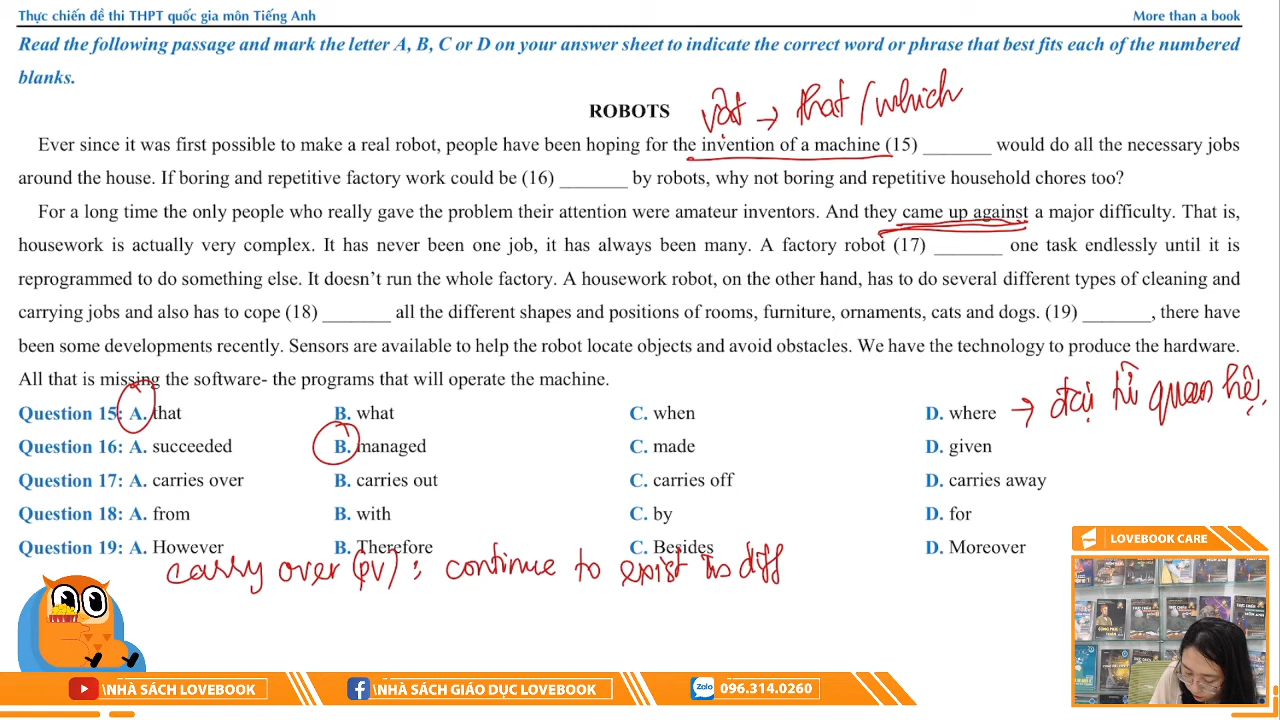 Thực chiến đề thi THPT quốc gia môn Tiếng Anh
More than a book
Read the following passage and mark the letter A, B, C or D on your answer sheet to indicate the correct word or phrase that best fits each of the numbered
blanks.
vật → that / which
ROBOTS
Ever since it was first possible to make a real robot, people have been hoping for the invention of a machine (15) _______ would do all the necessary jobs
around the house. If boring and repetitive factory work could be (16) _______ by robots, why not boring and repetitive household chores too?
For a long time the only people who really gave the problem their attention were amateur inventors. And they came up against a major difficulty. That is,
housework is actually very complex. It has never been one job, it has always been many. A factory robot (17) _______ one task endlessly until it is
reprogrammed to do something else. It doesn't run the whole factory. A housework robot, on the other hand, has to do several different types of cleaning and
carrying jobs and also has to cope (18) _______ all the different shapes and positions of rooms, furniture, ornaments, cats and dogs. (19) _______, there have
been some developments recently. Sensors are available to help the robot locate objects and avoid obstacles. We have the technology to produce the hardware.
All that is missing the software- the programs that will operate the machine.
Question 15: A. that B. what C. when D. where → đại từ quan hệ.
Question 16: A. succeeded B. managed C. made D. given
Question 17: A. carries over B. carries out C. carries off D. carries away
Question 18: A. from B. with C. by D. for
Question 19: A. However B. Therefore C. Besides D. Moreover
carry over (pv) : continue to exist in diff
LOVEBOOK CARE
NHÀ SÁCH LOVEBOOK
NHÀ SÁCH GIÁO DỤC LOVEBOOK
Zalo 096.314.0260